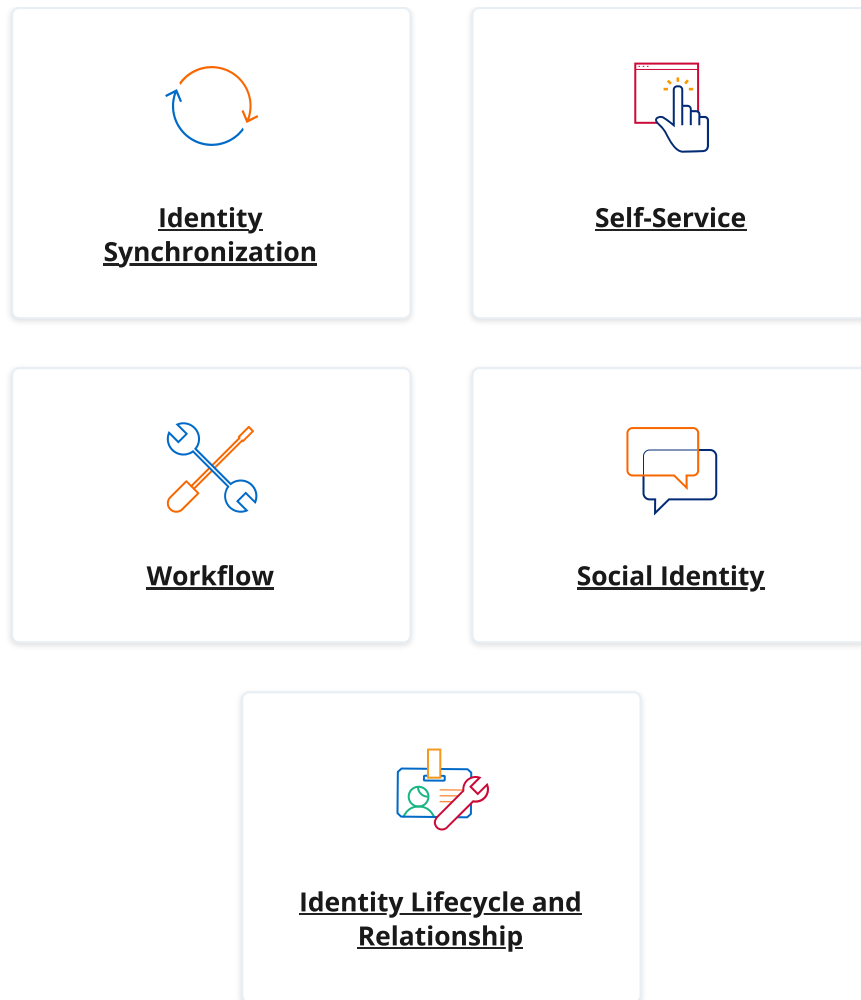 Identity
Synchronization
Self-Service
Workflow
Social Identity
Identity Lifecycle and
Relationship